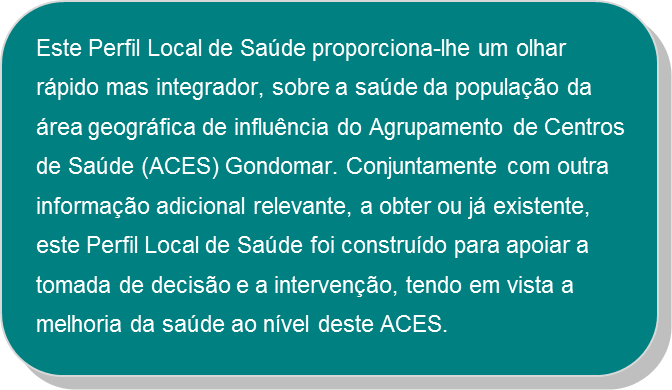 Este Perfil Local de Saúde proporciona-lhe um olhar
rápido mas integrador, sobre a saúde da população da
área geográfica de influência do Agrupamento de Centros
de Saúde (ACES) Gondomar. Conjuntamente com outra
informação adicional relevante, a obter ou já existente,
este Perfil Local de Saúde foi construído para apoiar a
tomada de decisão e a intervenção, tendo em vista a
melhoria da saúde ao nível deste ACES.